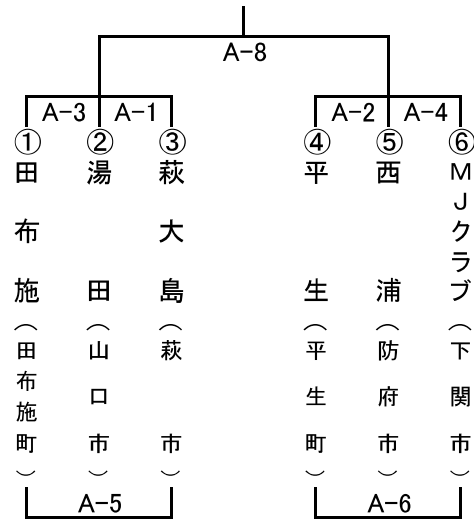 A-8
A-3 A-1 A-2 A-4
① ② ③ ④ ⑤ ⑥
田布施（田布施町）
湯田（山口市）
萩大島（萩市）
平生（平生町）
西浦（防府市）
MJクラブ（下関市）
A-5 A-6